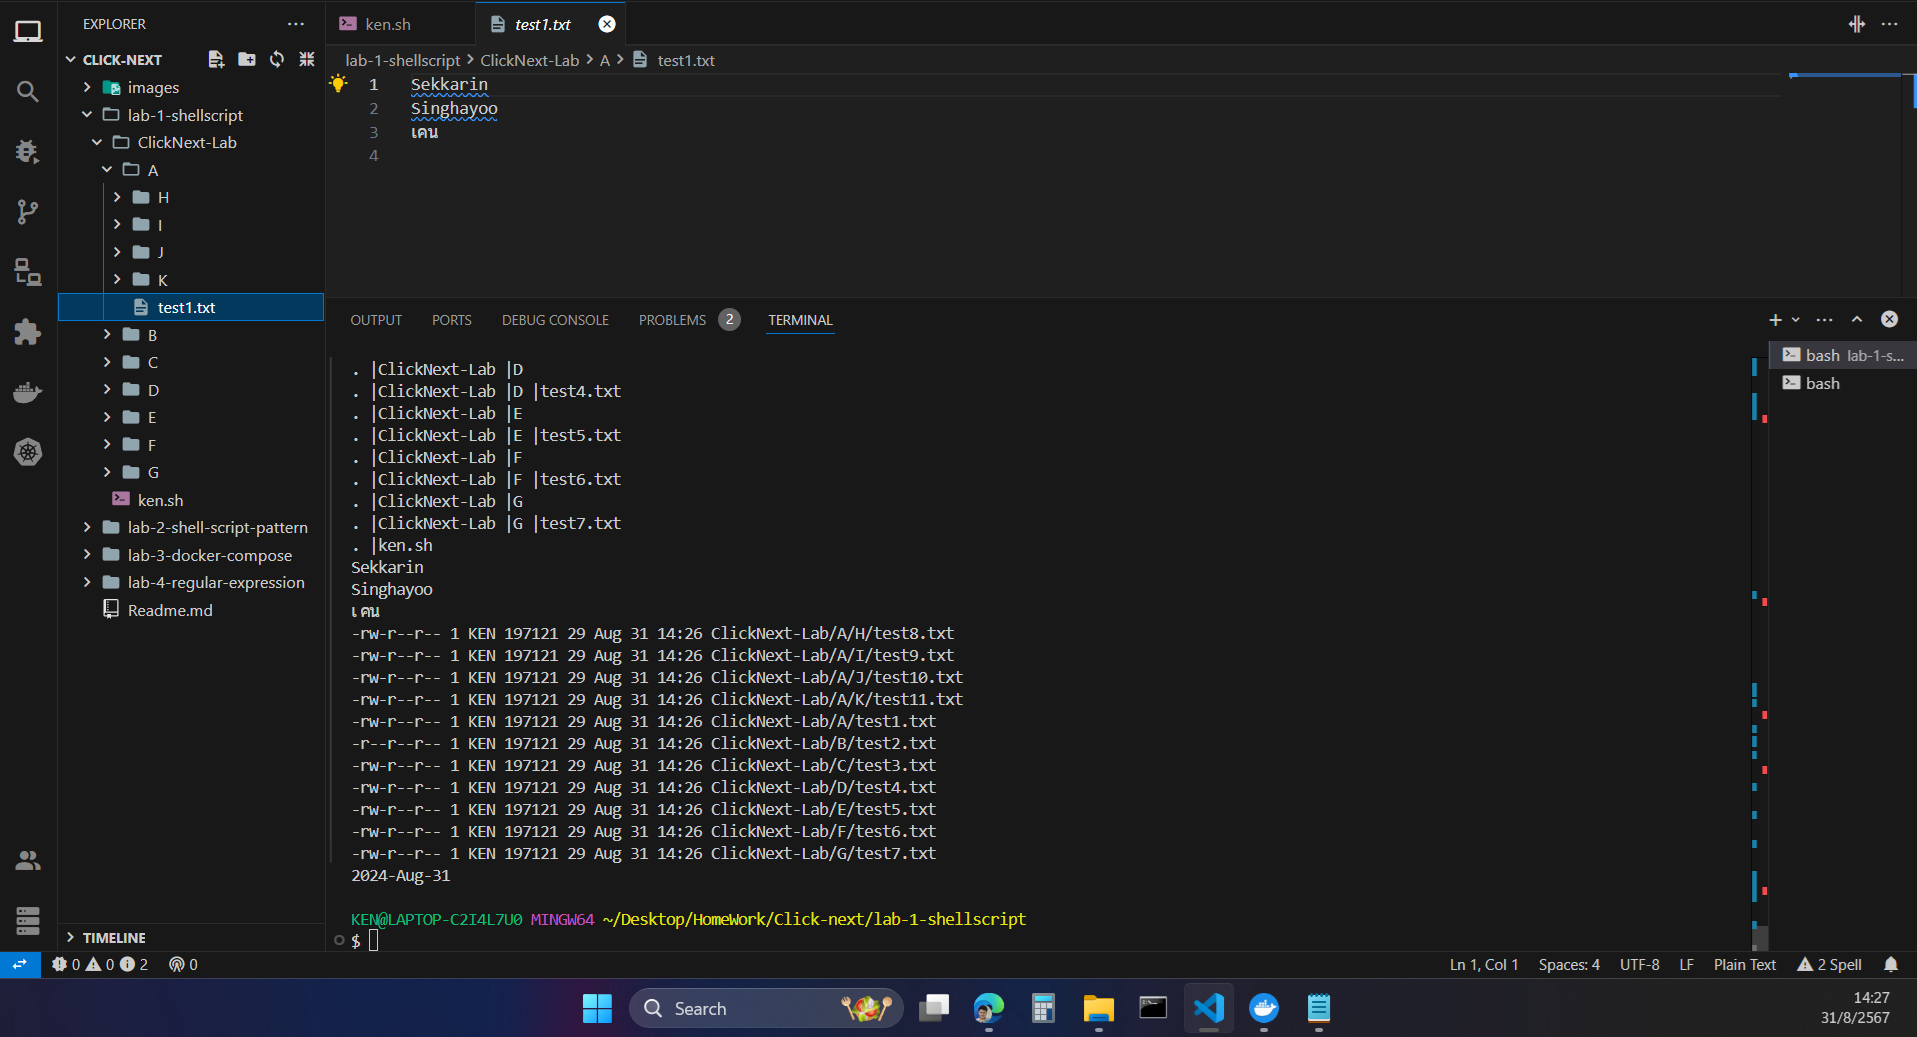 EXPLORER
CLICK-NEXT
images
lab-1-shellscript
ClickNext-Lab
A
H
I
J
K
test1.txt
B
C
D
E
F
G
ken.sh
lab-2-shell-script-pattern
lab-3-docker-compose
lab-4-regular-expression
Readme.md
TIMELINE
ken.sh
test1.txt
lab-1-shellscript > ClickNext-Lab > A > test1.txt
1 Sekkarin
2 Singhayoo
3 เคน
4
OUTPUT PORTS DEBUG CONSOLE PROBLEMS 2 TERMINAL
. |ClickNext-Lab |D
. |ClickNext-Lab |D |test4.txt
. |ClickNext-Lab |E
. |ClickNext-Lab |E |test5.txt
. |ClickNext-Lab |F
. |ClickNext-Lab |F |test6.txt
. |ClickNext-Lab |G
. |ClickNext-Lab |G |test7.txt
. |ken.sh
Sekkarin
Singhayoo
เคน
-rw-r--r-- 1 KEN 197121 29 Aug 31 14:26 ClickNext-Lab/A/H/test8.txt
-rw-r--r-- 1 KEN 197121 29 Aug 31 14:26 ClickNext-Lab/A/I/test9.txt
-rw-r--r-- 1 KEN 197121 29 Aug 31 14:26 ClickNext-Lab/A/J/test10.txt
-rw-r--r-- 1 KEN 197121 29 Aug 31 14:26 ClickNext-Lab/A/K/test11.txt
-rw-r--r-- 1 KEN 197121 29 Aug 31 14:26 ClickNext-Lab/A/test1.txt
-r--r--r-- 1 KEN 197121 29 Aug 31 14:26 ClickNext-Lab/B/test2.txt
-rw-r--r-- 1 KEN 197121 29 Aug 31 14:26 ClickNext-Lab/C/test3.txt
-rw-r--r-- 1 KEN 197121 29 Aug 31 14:26 ClickNext-Lab/D/test4.txt
-rw-r--r-- 1 KEN 197121 29 Aug 31 14:26 ClickNext-Lab/E/test5.txt
-rw-r--r-- 1 KEN 197121 29 Aug 31 14:26 ClickNext-Lab/F/test6.txt
-rw-r--r-- 1 KEN 197121 29 Aug 31 14:26 ClickNext-Lab/G/test7.txt
2024-Aug-31
KEN@LAPTOP-C2I4L7U0 MINGW64 ~/Desktop/HomeWork/Click-next/lab-1-shellscript
$
bash lab-1-s...
bash
0 0 2 0
Ln 1, Col 1 Spaces: 4 UTF-8 LF Plain Text 2 Spell
Search
14:27
31/8/2567